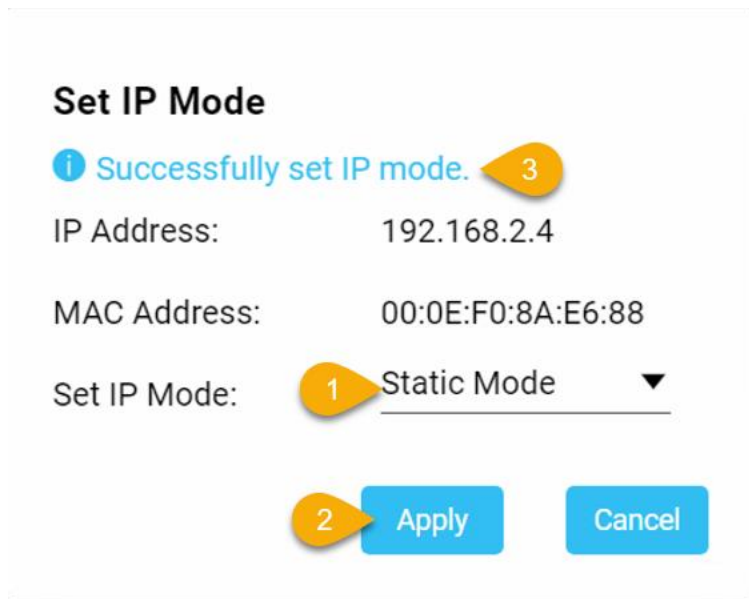 Set IP Mode
i Successfully set IP mode. 3
IP Address: 192.168.2.4
MAC Address: 00:0E:F0:8A:E6:88
Set IP Mode: 1 Static Mode
2 Apply Cancel